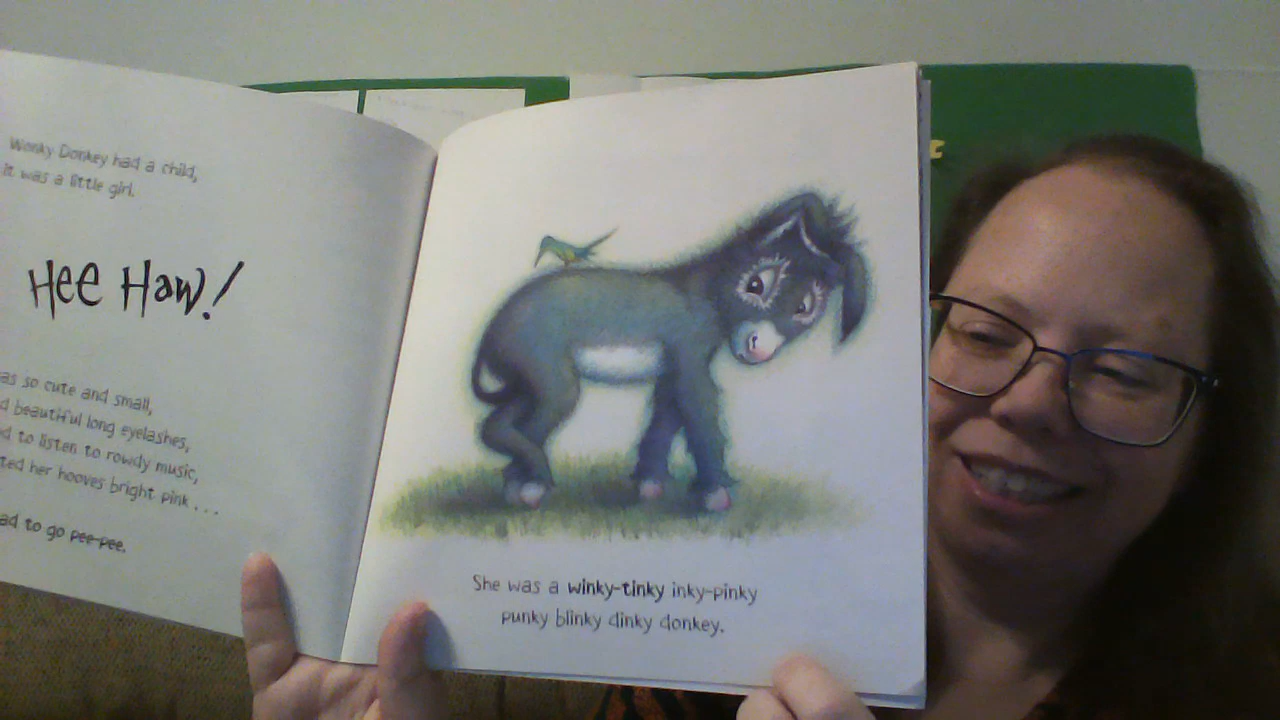 Wonky Donkey had a child,
it was a little girl.
Hee Haw!
as so cute and small,
d beautiful long eyelashes,
d to listen to rowdy music,
ted her hooves bright pink . . .
ad to go pee-pee.
She was a winky-tinky inky-pinky
punky blinky dinky donkey.